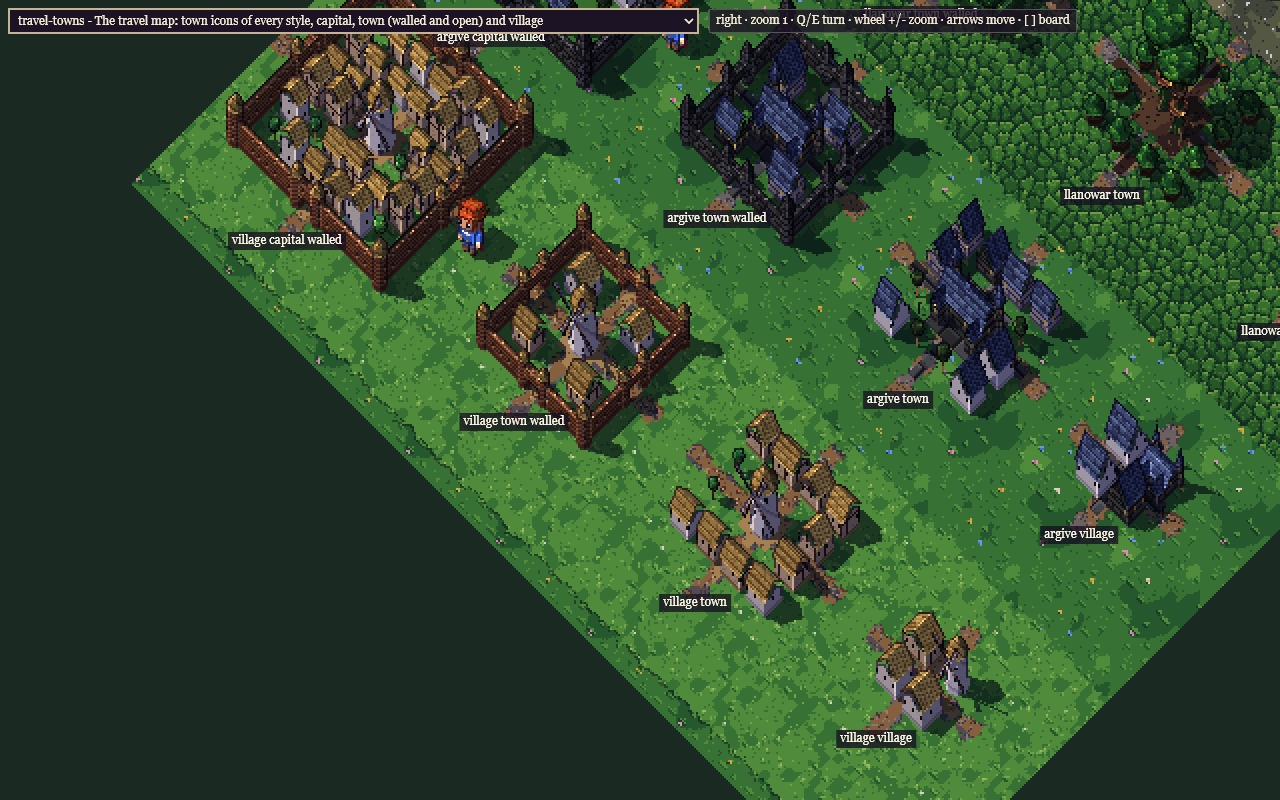 travel-towns - The travel map: town icons of every style, capital, town (walled and open) and village
right · zoom 1 · Q/E turn · wheel +/- zoom · arrows move · [ ] board
argive capital walled
llanowar town
argive town walled
village capital walled
llanowa
argive town
village town walled
argive village
village town
village village